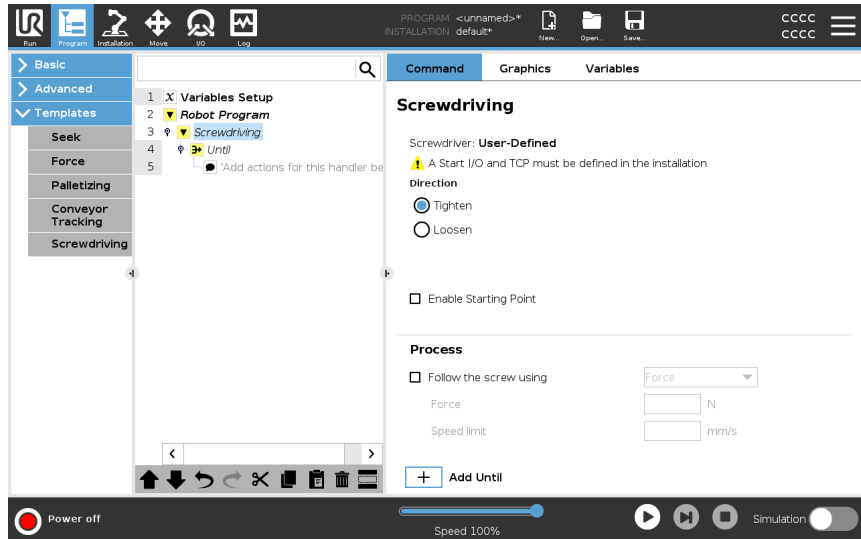 UR
Run
Program
Installation
Move
I/O
Log
PROGRAM <unnamed>*
INSTALLATION default*
New...
Open...
Save...
CCCC
CCCC
Basic
Advanced
Templates
Seek
Force
Palletizing
Conveyor
Tracking
Screwdriving
1 X Variables Setup
2 Robot Program
3 Screwdriving
4 Until
5 'Add actions for this handler be
Command Graphics Variables
Screwdriving
Screwdriver: User-Defined
A Start I/O and TCP must be defined in the installation
Direction
Tighten
Loosen
Enable Starting Point
Process
Follow the screw using Force
Force N
Speed limit mm/s
+ Add Until
Power off
Speed 100%
Simulation